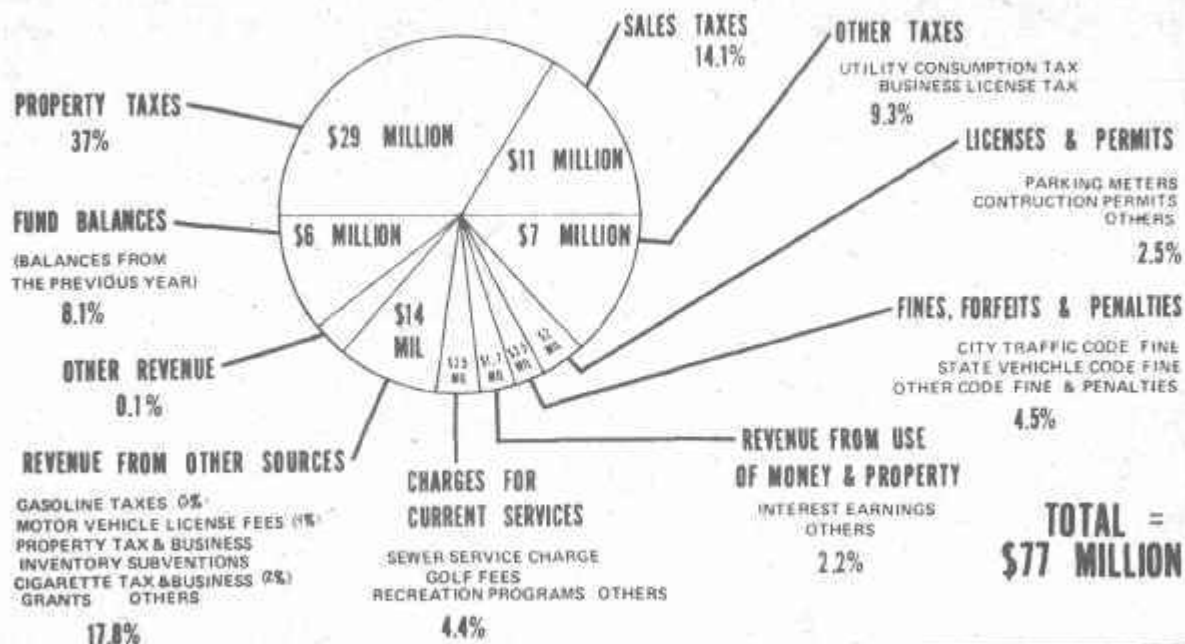 PROPERTY TAXES
37%
FUND BALANCES
(BALANCES FROM
THE PREVIOUS YEAR)
8.1%
OTHER REVENUE
0.1%
REVENUE FROM OTHER SOURCES
GASOLINE TAXES
MOTOR VEHICLE LICENSE FEES
PROPERTY TAX & BUSINESS
INVENTORY SUBVENTIONS
CIGARETTE TAX & BUSINESS
GRANTS OTHERS
17.8%
$29 MILLION
$11 MILLION
$6 MILLION
$7 MILLION
$14
MIL
MIL
MIL
MIL
$2
MIL
SALES TAXES
14.1%
OTHER TAXES
UTILITY CONSUMPTION TAX
BUSINESS LICENSE TAX
9.3%
LICENSES & PERMITS
PARKING METERS
CONTRUCTION PERMITS
OTHERS
2.5%
FINES, FORFEITS & PENALTIES
CITY TRAFFIC CODE FINE
STATE VEHICHLE CODE FINE
OTHER CODE FINE & PENALTIES
4.5%
REVENUE FROM USE
OF MONEY & PROPERTY
INTEREST EARNINGS
OTHERS
2.2%
CHARGES FOR
CURRENT SERVICES
SEWER SERVICE CHARGE
GOLF FEES
RECREATION PROGRAMS OTHERS
4.4%
TOTAL =
$77 MILLION